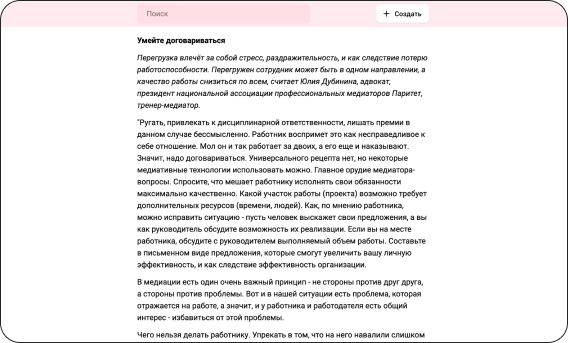 Поиск
+ Создать
Умейте договариваться
Перегрузка влечёт за собой стресс, раздражительность, и как следствие потерю
работоспособности. Перегружен сотрудник может быть в одном направлении, а
качество работы снизиться по всем, считает Юлия Дубинина, адвокат,
президент национальной ассоциации профессиональных медиаторов Паритет,
тренер-медиатор.
"Ругать, привлекать к дисциплинарной ответственности, лишать премии в
данном случае бессмысленно. Работник воспримет это как несправедливое к
себе отношение. Мол он и так работает за двоих, а его еще и наказывают.
Значит, надо договариваться. Универсального рецепта нет, но некоторые
медиативные технологии использовать можно. Главное орудие медиатора-
вопросы. Спросите, что мешает работнику исполнять свои обязанности
максимально качественно. Какой участок работы (проекта) возможно требует
дополнительных ресурсов (времени, людей). Как, по мнению работника,
можно исправить ситуацию - пусть человек выскажет свои предложения, а вы
как руководитель обсудите возможность их реализации. Если вы на месте
работника, обсудите с руководителем выполняемый объем работы. Составьте
в письменном виде предложения, которые смогут увеличить вашу личную
эффективность, и как следствие эффективность организации.
В медиации есть один очень важный принцип - не стороны против друг друга,
а стороны против проблемы. Вот и в нашей ситуации есть проблема, которая
отражается на работе, а значит, и у работника и работодателя есть общий
интерес - избавиться от этой проблемы.
Чего нельзя делать работнику. Упрекать в том, что на него навалили слишком